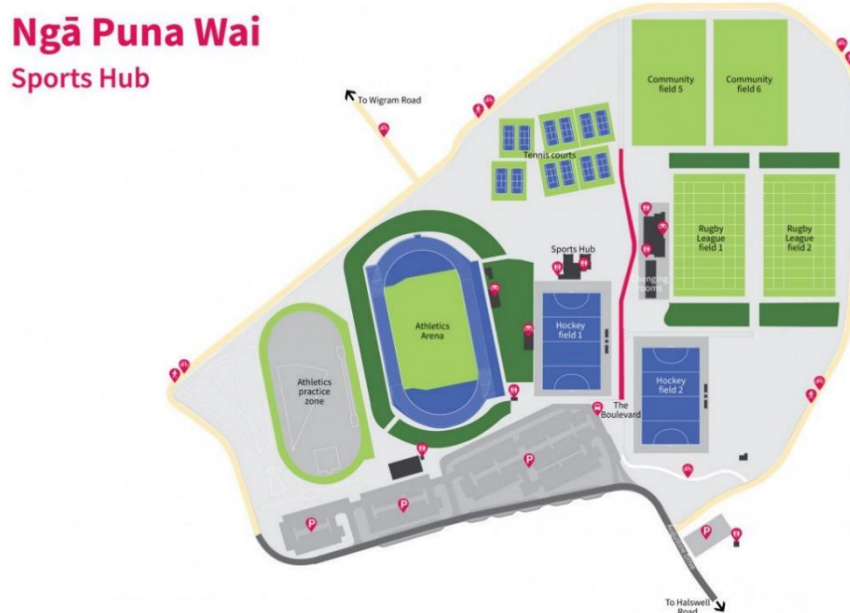 Ngā Puna Wai
Sports Hub
To Wigram Road
Community
field 5
Community
field 6
Tennis courts
Rugby
League
field 1
Rugby
League
field 2
Sports Hub
Changing
rooms
Athletics
Arena
Hockey
field 1
Athletics
practice
zone
Hockey
field 2
The
Boulevard
P
P
P
P
To Halswell
Road